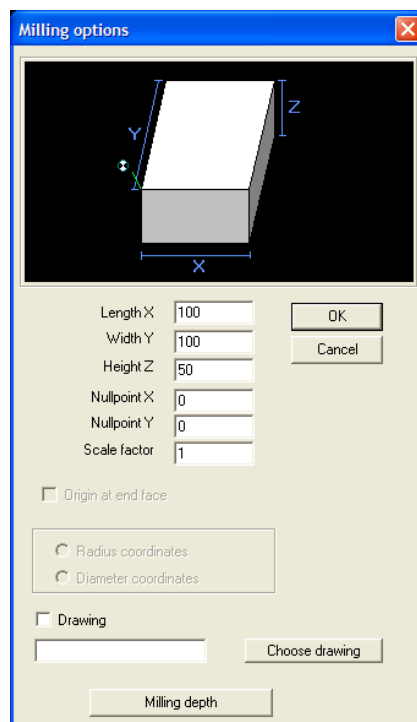 Milling options
Y
Z
X
Length X 100
OK
Width Y 100
Cancel
Height Z 50
Nullpoint X 0
Nullpoint Y 0
Scale factor 1
Origin at end face
Radius coordinates
Diameter coordinates
Drawing
Choose drawing
Milling depth